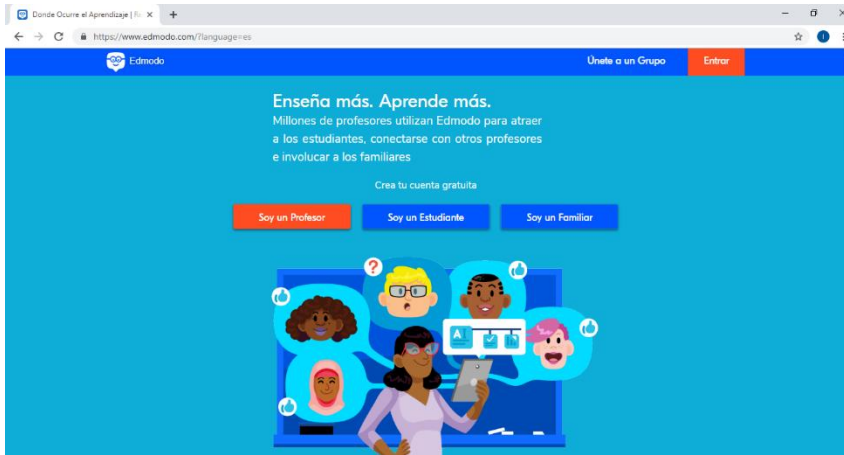 Donde Ocurre el Aprendizaje | Fo
https://www.edmodo.com/?language=es
Edmodo
Únete a un Grupo
Entrar
Enseña más. Aprende más.
Millones de profesores utilizan Edmodo para atraer
a los estudiantes, conectarse con otros profesores
e involucar a los familiares
Crea tu cuenta gratuita
Soy un Profesor
Soy un Estudiante
Soy un Familiar
?
A